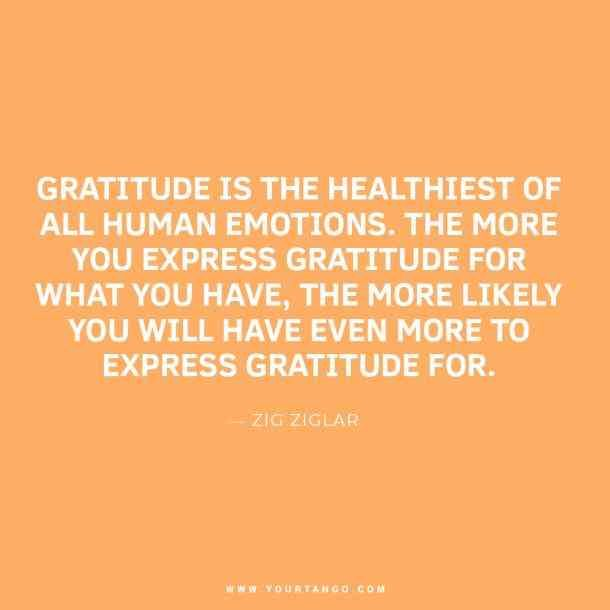 GRATITUDE IS THE HEALTHIEST OF
ALL HUMAN EMOTIONS. THE MORE
YOU EXPRESS GRATITUDE FOR
WHAT YOU HAVE, THE MORE LIKELY
YOU WILL HAVE EVEN MORE TO
EXPRESS GRATITUDE FOR.
— ZIG ZIGLAR
WWW.YOURTANGO.COM